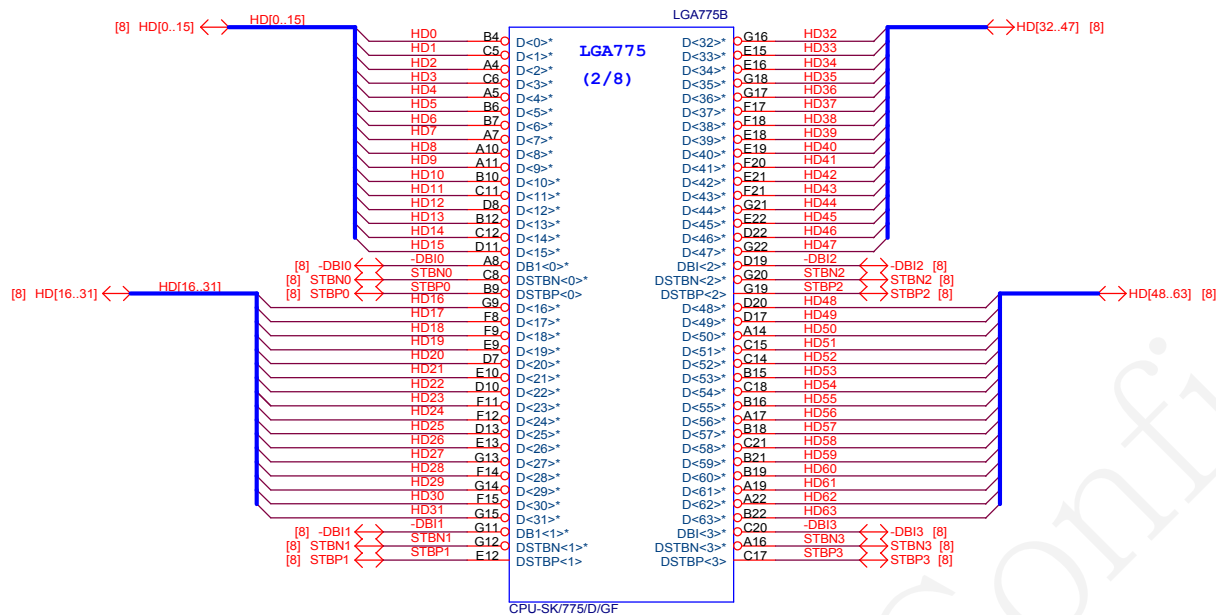 LGA775B
[8] HD[0..15] HD[0..15] HD[32..47] [8]
LGA775
(2/8)
HD0 B4 D<0>* D<32>* G16 HD32
HD1 C5 D<1>* D<33>* E15 HD33
HD2 A4 D<2>* D<34>* E16 HD34
HD3 C6 D<3>* D<35>* G18 HD35
HD4 A5 D<4>* D<36>* G17 HD36
HD5 B6 D<5>* D<37>* F17 HD37
HD6 B7 D<6>* D<38>* F18 HD38
HD7 A7 D<7>* D<39>* E18 HD39
HD8 A10 D<8>* D<40>* E19 HD40
HD9 A11 D<9>* D<41>* F20 HD41
HD10 B10 D<10>* D<42>* E21 HD42
HD11 C11 D<11>* D<43>* F21 HD43
HD12 D8 D<12>* D<44>* G21 HD44
HD13 B12 D<13>* D<45>* E22 HD45
HD14 C12 D<14>* D<46>* D22 HD46
HD15 D11 D<15>* D<47>* G22 HD47
[8] -DBI0 -DBI0 A8 DB1<0>* DBI<2>* D19 -DBI2 -DBI2 [8]
[8] STBN0 STBN0 C8 DSTBN<0>* DSTBN<2>* G20 STBN2 STBN2 [8]
[8] STBP0 STBP0 B9 DSTBP<0> DSTBP<2> G19 STBP2 STBP2 [8]
[8] HD[16..31] HD[16..31] HD[48..63] [8]
HD16 G9 D<16>* D<48>* D20 HD48
HD17 F8 D<17>* D<49>* D17 HD49
HD18 F9 D<18>* D<50>* A14 HD50
HD19 E9 D<19>* D<51>* C15 HD51
HD20 D7 D<20>* D<52>* C14 HD52
HD21 E10 D<21>* D<53>* B15 HD53
HD22 D10 D<22>* D<54>* C18 HD54
HD23 F11 D<23>* D<55>* B16 HD55
HD24 F12 D<24>* D<56>* A17 HD56
HD25 D13 D<25>* D<57>* B18 HD57
HD26 E13 D<26>* D<58>* C21 HD58
HD27 G13 D<27>* D<59>* B21 HD59
HD28 F14 D<28>* D<60>* B19 HD60
HD29 G14 D<29>* D<61>* A19 HD61
HD30 F15 D<30>* D<62>* A22 HD62
HD31 G15 D<31>* D<63>* B22 HD63
[8] -DBI1 -DBI1 G11 DB1<1>* DBI<3>* C20 -DBI3 -DBI3 [8]
[8] STBN1 STBN1 G12 DSTBN<1>* DSTBN<3>* A16 STBN3 STBN3 [8]
[8] STBP1 STBP1 E12 DSTBP<1> DSTBP<3> C17 STBP3 STBP3 [8]
CPU-SK/775/D/GF
Confi